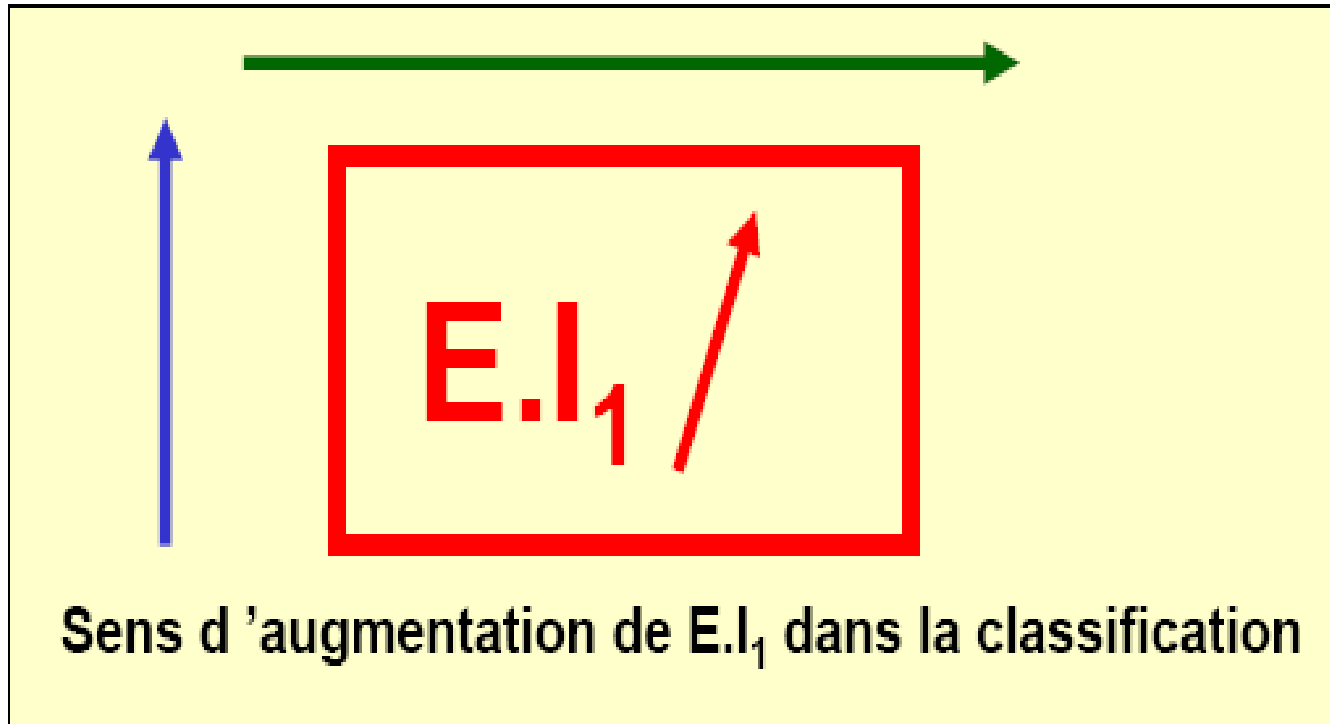 E.I₁
Sens d ’augmentation de E.I₁ dans la classification